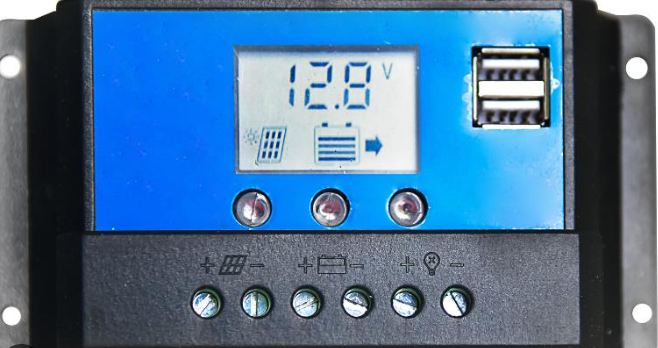 12.8 V
+ - + - + -